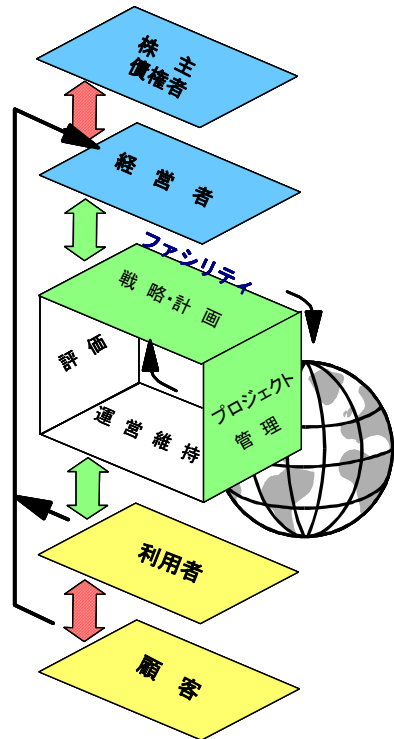 株主
債権者
経営者
ファシリティ
戦略・計画
評価
プロジェクト
管理
運営維持
利用者
顧客